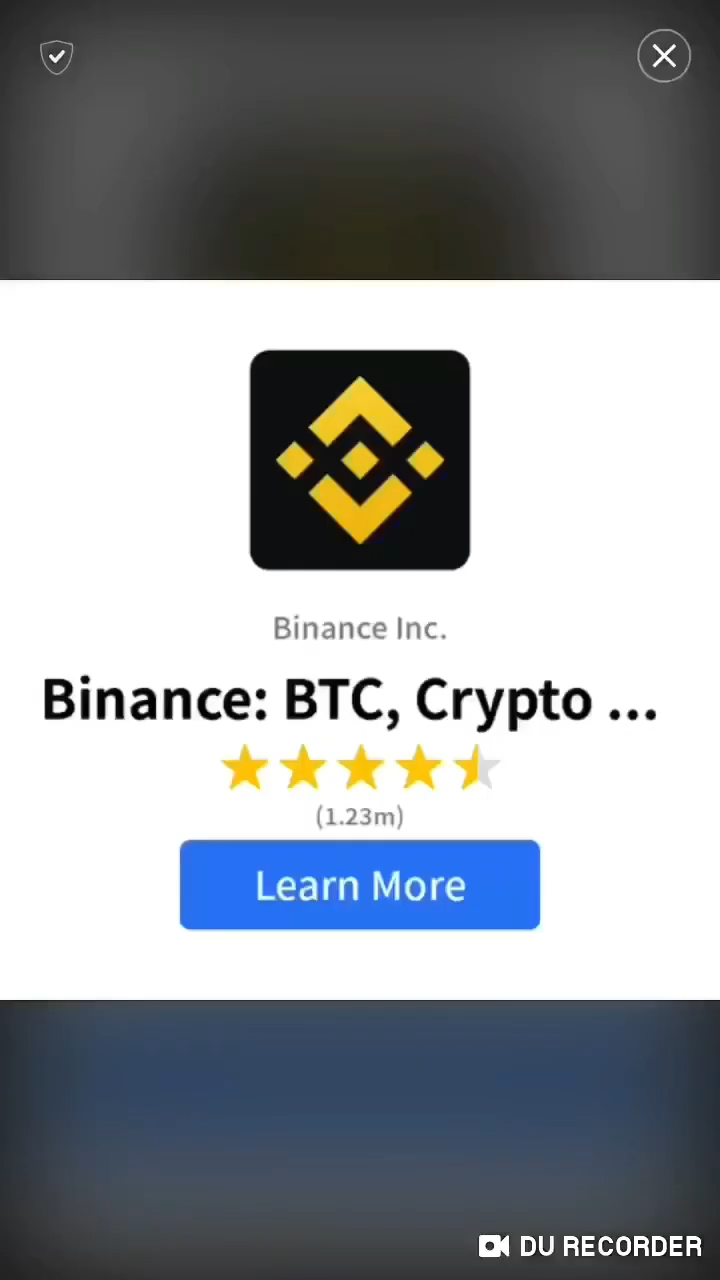 Binance Inc.
Binance: BTC, Crypto ...
(1.23m)
Learn More
DU RECORDER